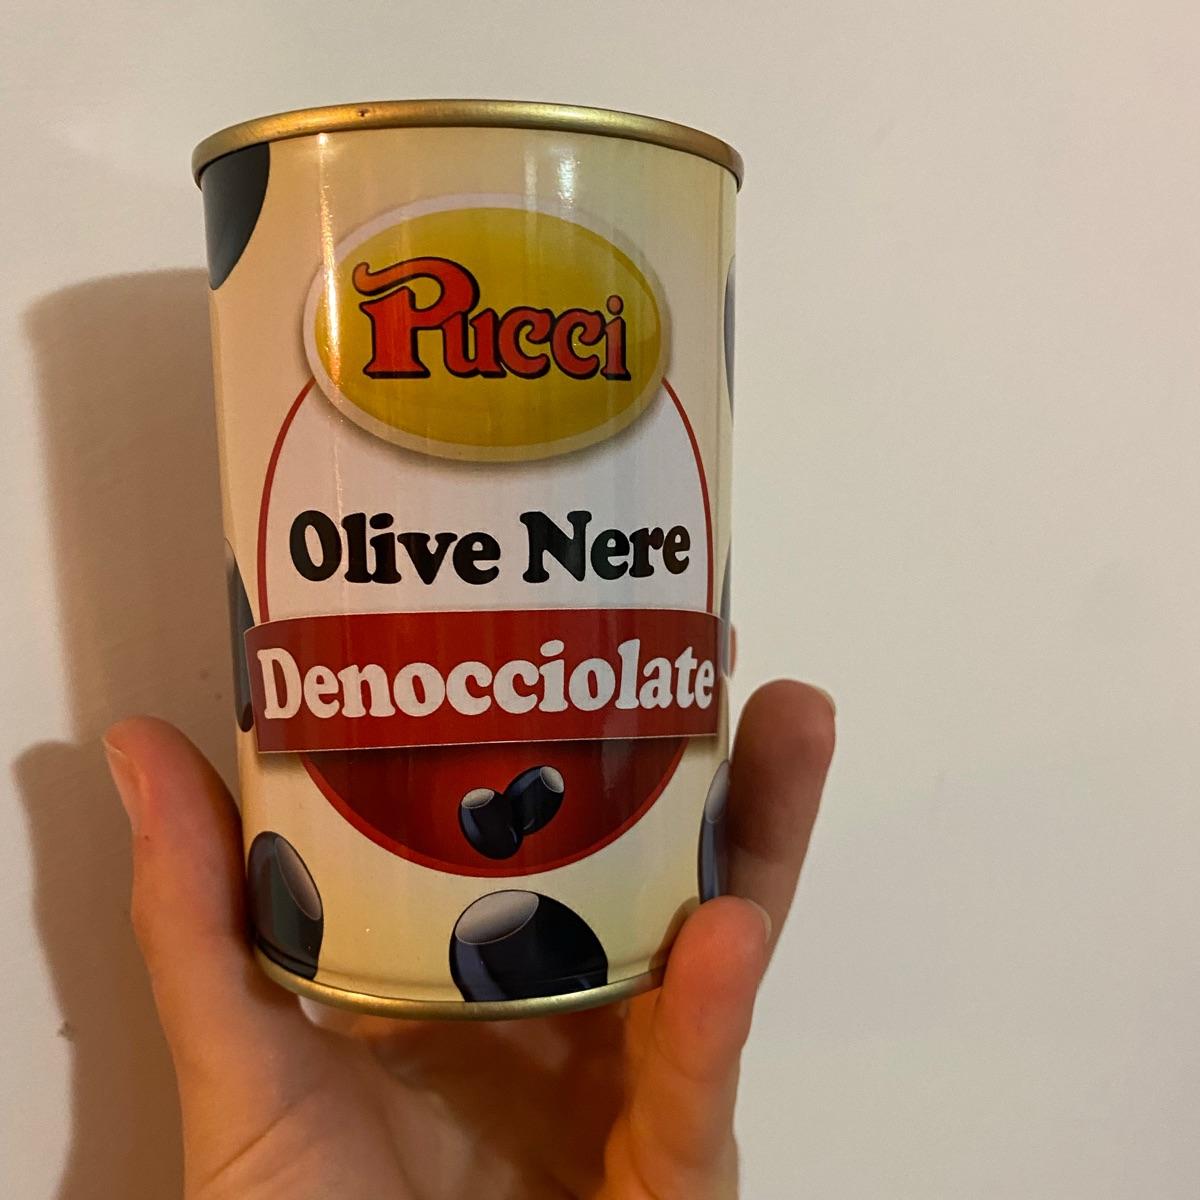 Pucci
Olive Nere
Denocciolate